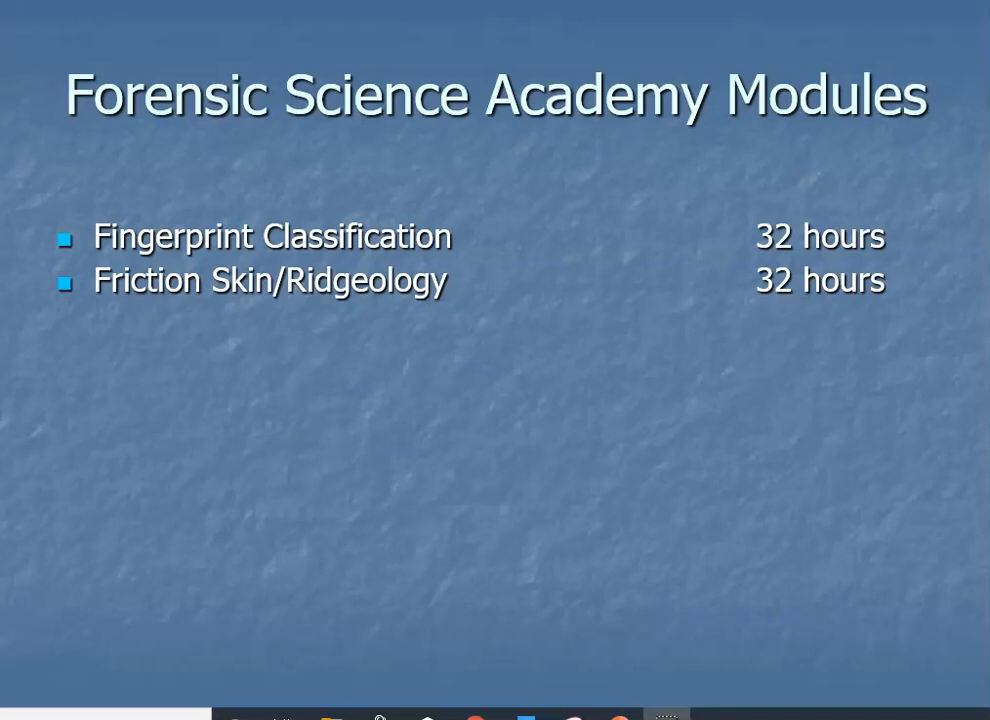 Forensic Science Academy Modules
Fingerprint Classification 32 hours
Friction Skin/Ridgeology 32 hours